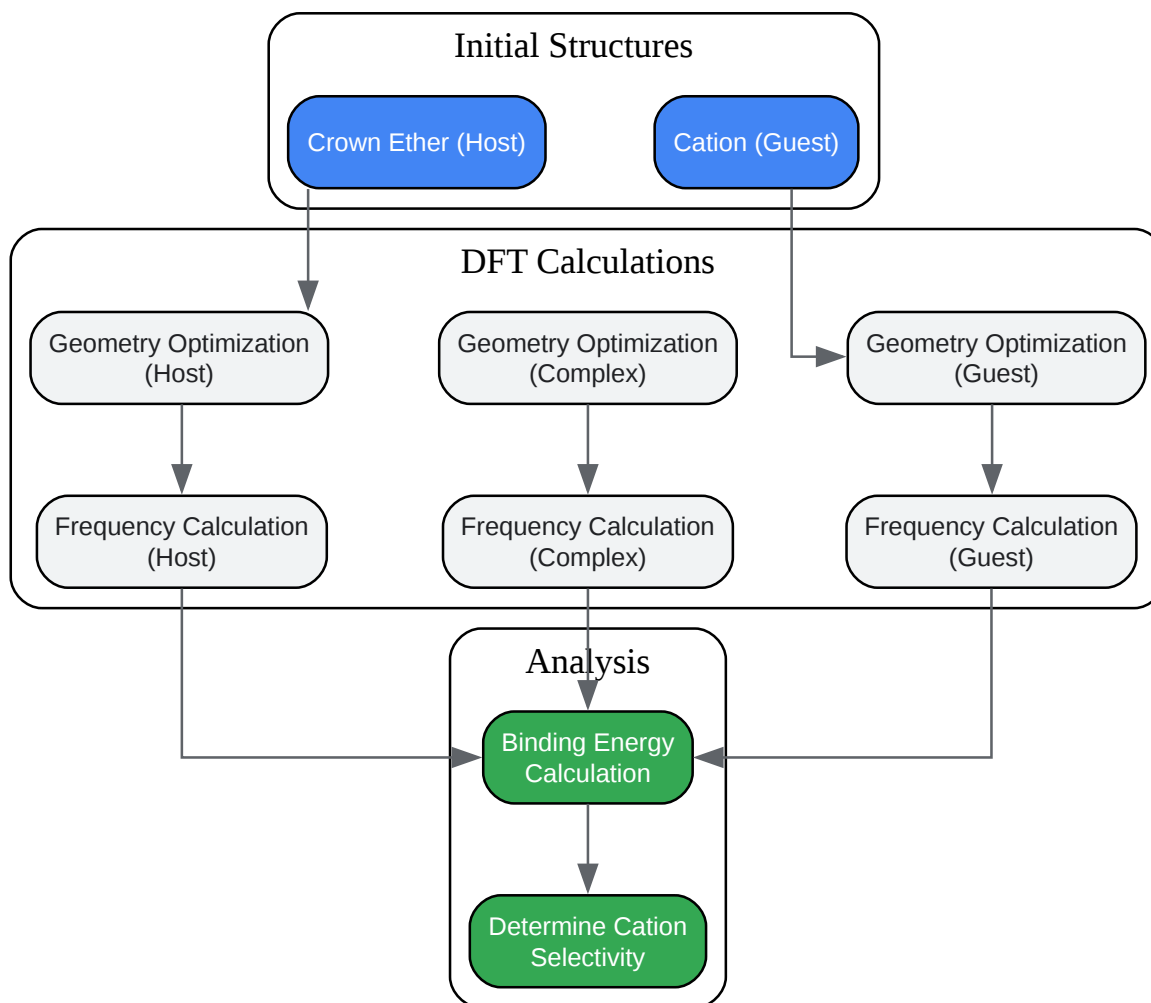 Initial Structures
Crown Ether (Host)
Cation (Guest)
DFT Calculations
Geometry Optimization
(Host)
Geometry Optimization
(Complex)
Geometry Optimization
(Guest)
Frequency Calculation
(Host)
Frequency Calculation
(Complex)
Frequency Calculation
(Guest)
Analysis
Binding Energy
Calculation
Determine Cation
Selectivity